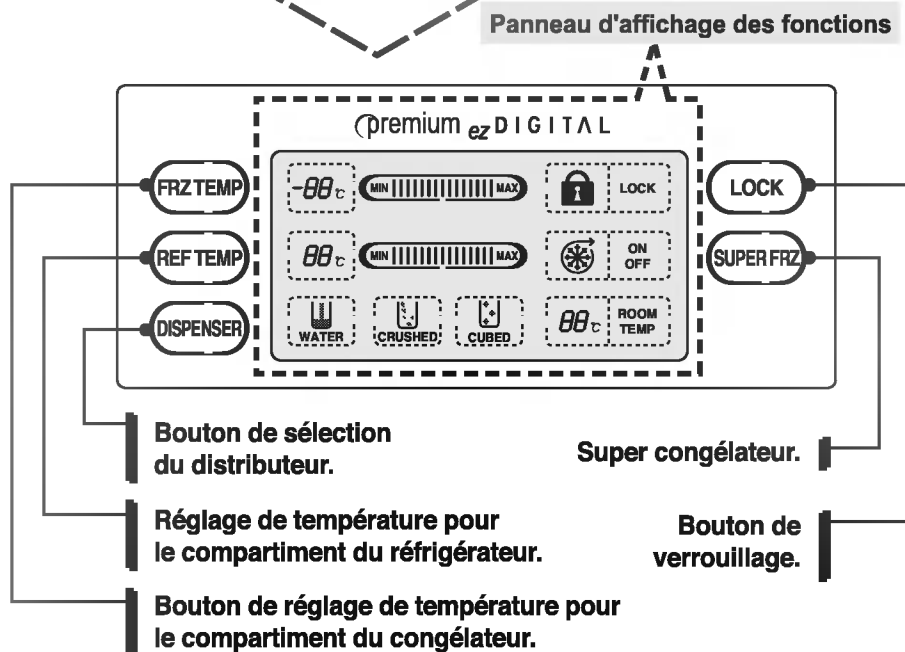 Panneau d'affichage des fonctions
premium ez DIGITAL
FRZ TEMP
-88 °C
MIN MAX
LOCK
LOCK
REF TEMP
88 °C
MIN MAX
ON
OFF
SUPER FRZ
DISPENSER
WATER
CRUSHED
CUBED
88 °C
ROOM
TEMP
Bouton de sélection
du distributeur.
Super congélateur.
Réglage de température pour
le compartiment du réfrigérateur.
Bouton de
verrouillage.
Bouton de réglage de température pour
le compartiment du congélateur.